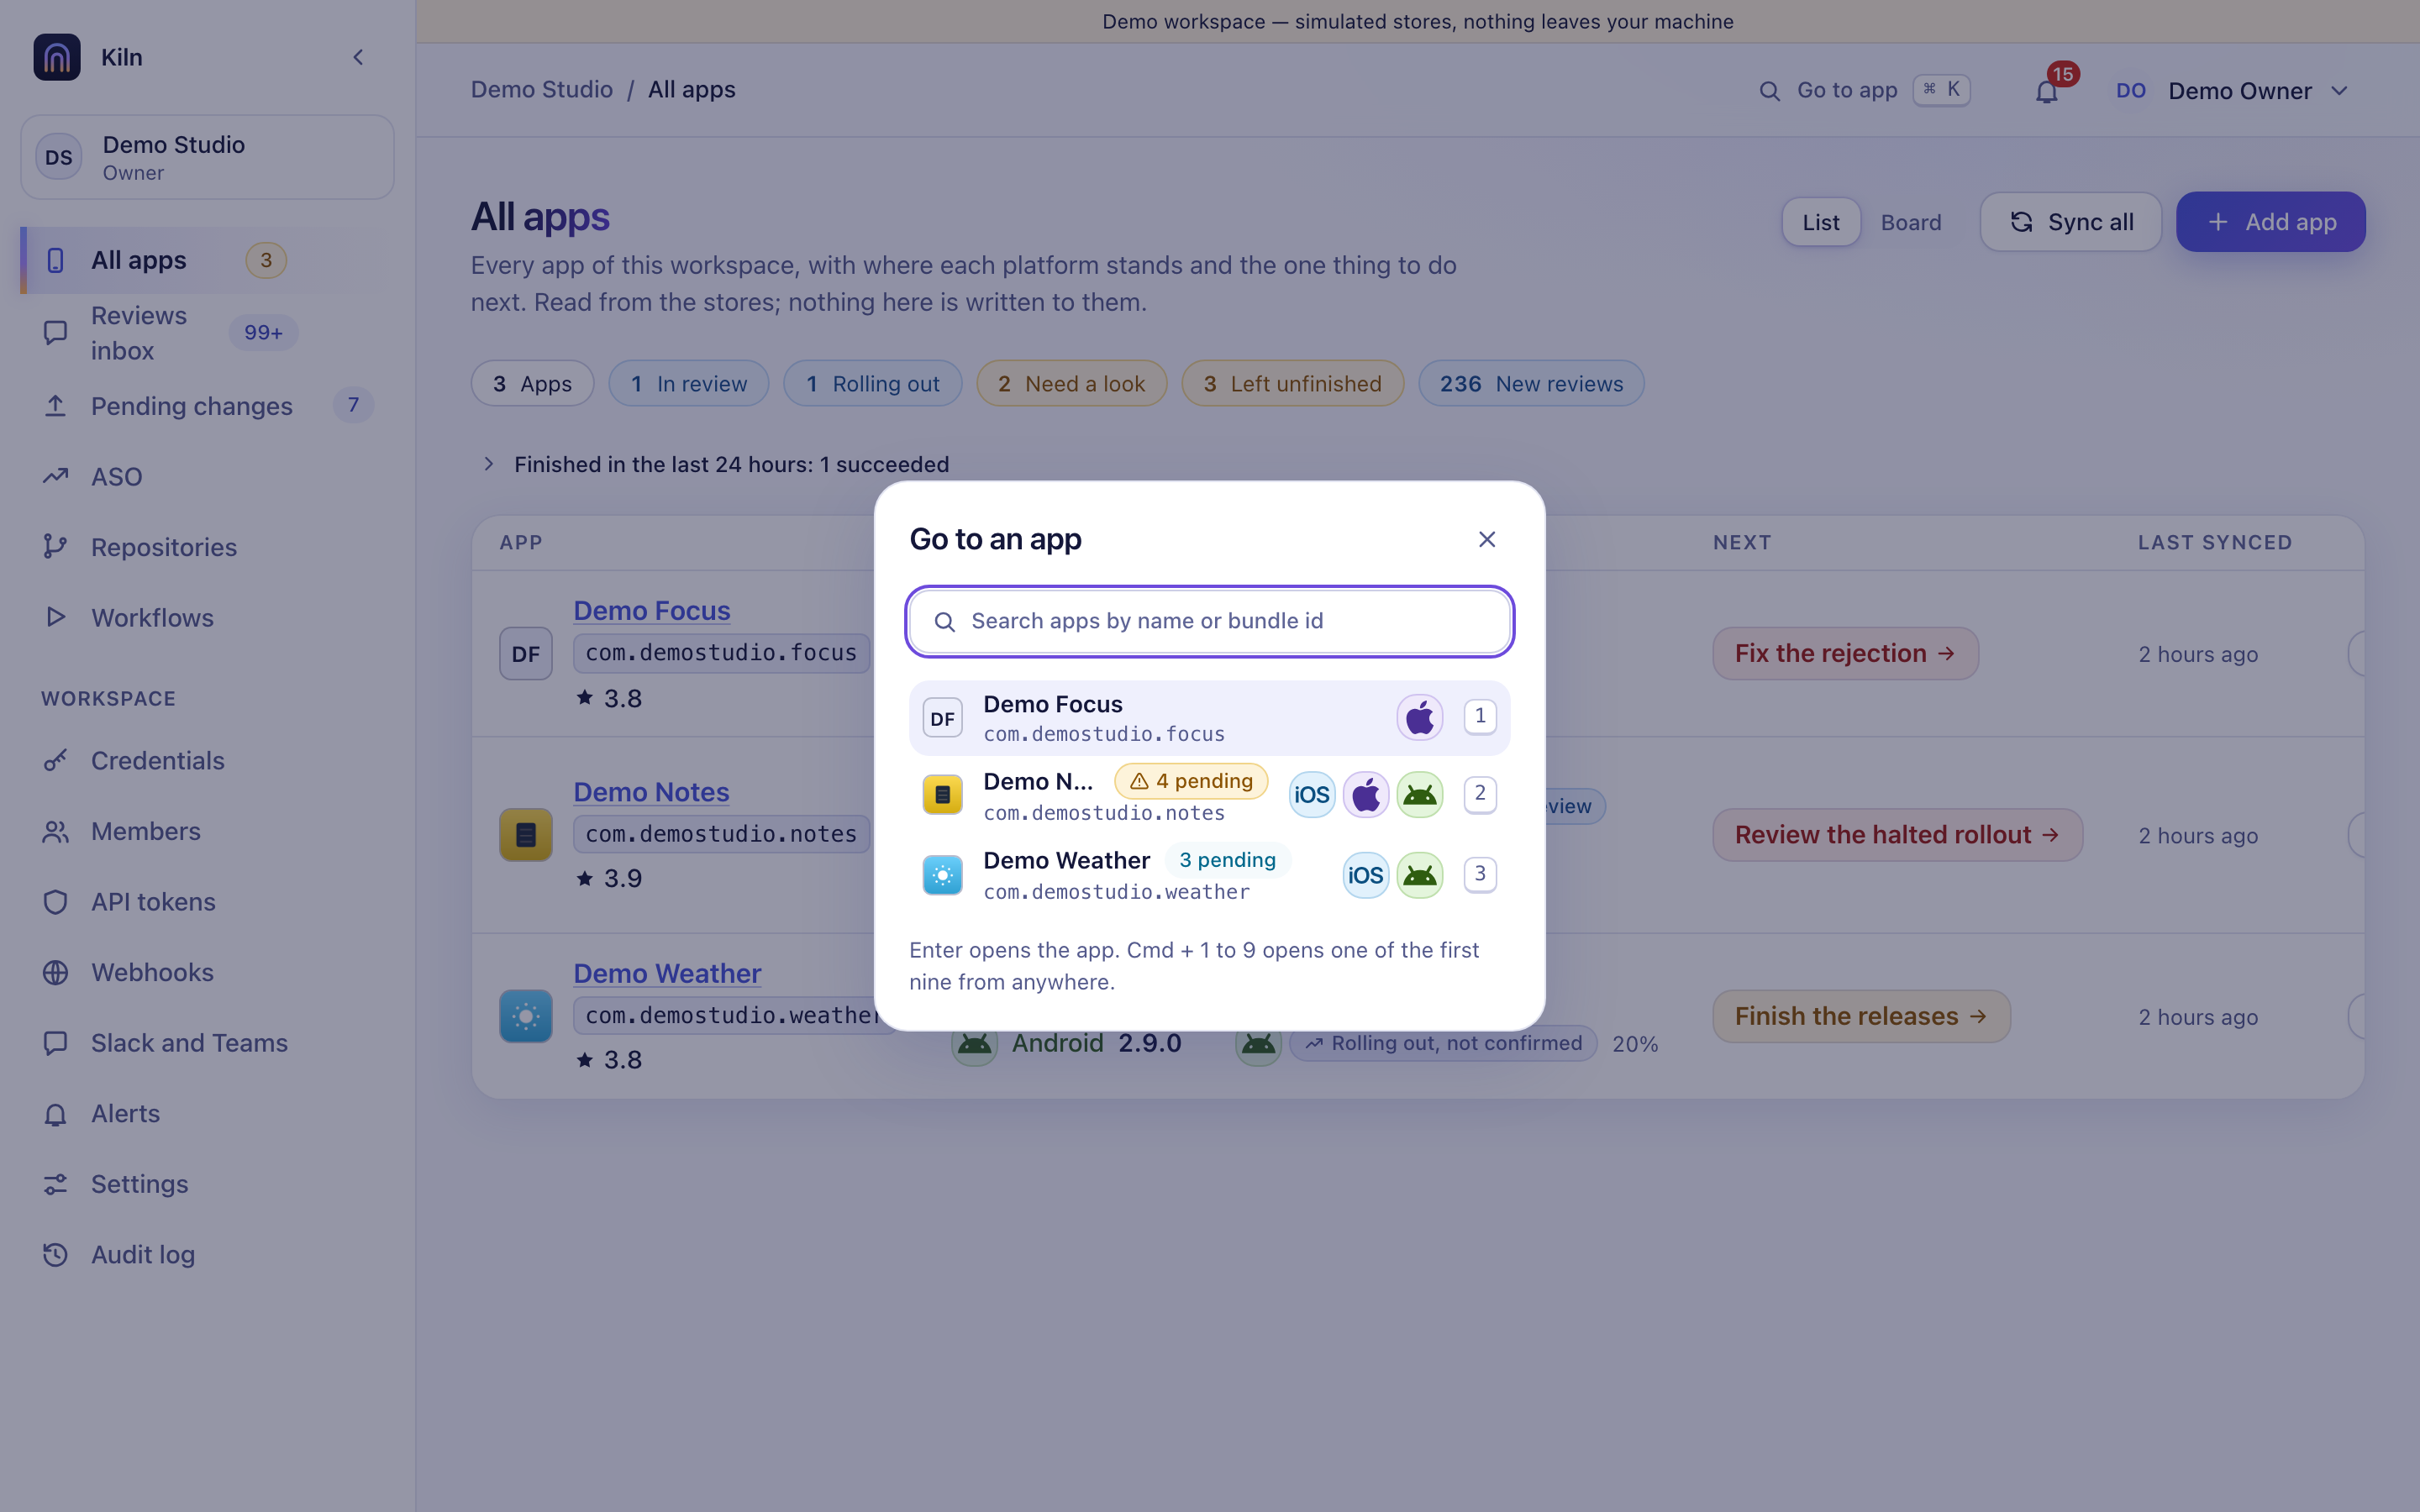 Demo workspace — simulated stores, nothing leaves your machine
Kiln
Demo Studio / All apps
Go to app ⌘ K
15
DO Demo Owner
DS Demo Studio
Owner
All apps 3
Reviews inbox 99+
Pending changes 7
ASO
Repositories
Workflows
WORKSPACE
Credentials
Members
API tokens
Webhooks
Slack and Teams
Alerts
Settings
Audit log
All apps
List Board Sync all Add app
Every app of this workspace, with where each platform stands and the one thing to do
next. Read from the stores; nothing here is written to them.
3 Apps 1 In review 1 Rolling out 2 Need a look 3 Left unfinished 236 New reviews
Finished in the last 24 hours: 1 succeeded
APP NEXT LAST SYNCED
DF Demo Focus
com.demostudio.focus
3.8
Fix the rejection →
2 hours ago
Demo Notes
com.demostudio.notes
3.9
Review the halted rollout →
2 hours ago
Demo Weather
com.demostudio.weather
3.8
Android 2.9.0
Rolling out, not confirmed 20%
Finish the releases →
2 hours ago
Go to an app
Search apps by name or bundle id
DF Demo Focus 1
com.demostudio.focus
Demo N... 4 pending iOS 2
com.demostudio.notes
Demo Weather 3 pending iOS 3
com.demostudio.weather
Enter opens the app. Cmd + 1 to 9 opens one of the first
nine from anywhere.